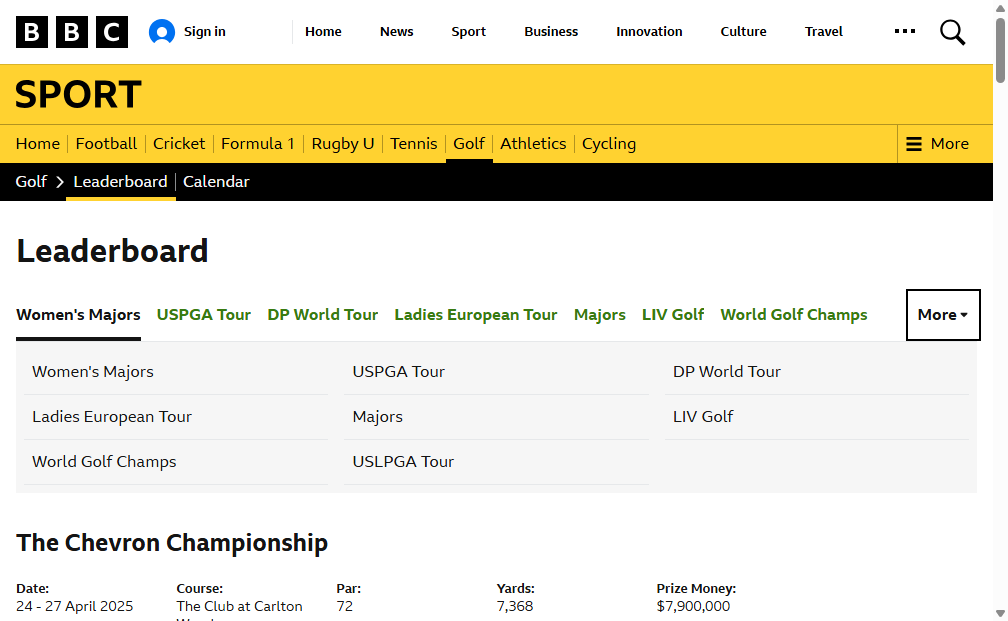 BBC Sign in Home News Sport Business Innovation Culture Travel
SPORT
Home Football Cricket Formula 1 Rugby U Tennis Golf Athletics Cycling More
Golf Leaderboard Calendar
Leaderboard
Women's Majors USPGA Tour DP World Tour Ladies European Tour Majors LIV Golf World Golf Champs More
Women's Majors USPGA Tour DP World Tour
Ladies European Tour Majors LIV Golf
World Golf Champs USLPGA Tour
The Chevron Championship
Date: Course: Par: Yards: Prize Money:
24 - 27 April 2025 The Club at Carlton 72 7,368 $7,900,000